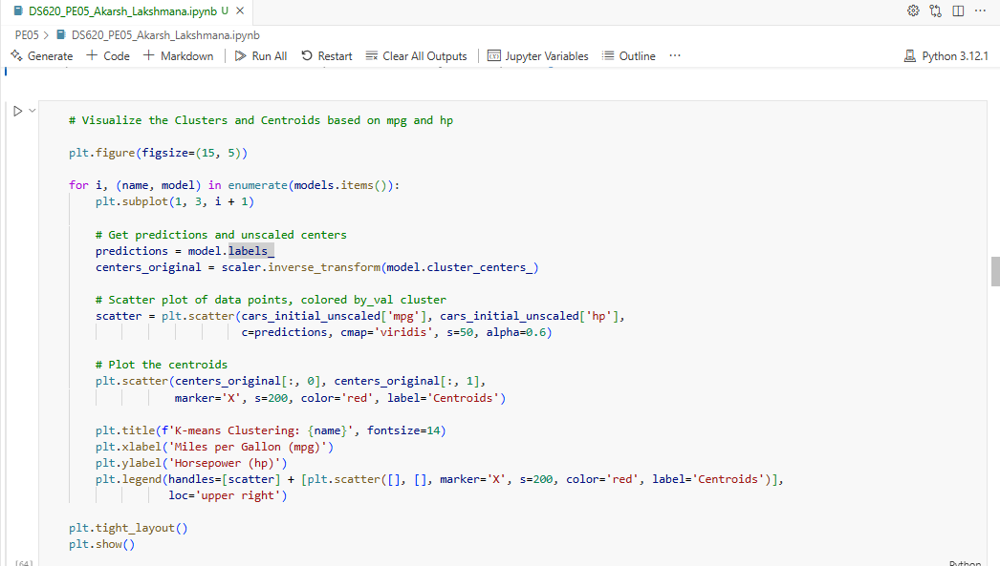 DS620_PE05_Akarsh_Lakshmana.ipynb U
PE05 > DS620_PE05_Akarsh_Lakshmana.ipynb
Generate + Code + Markdown Run All Restart Clear All Outputs Jupyter Variables Outline ... Python 3.12.1
# Visualize the Clusters and Centroids based on mpg and hp
plt.figure(figsize=(15, 5))
for i, (name, model) in enumerate(models.items()):
plt.subplot(1, 3, i + 1)
# Get predictions and unscaled centers
predictions = model.labels_
centers_original = scaler.inverse_transform(model.cluster_centers_)
# Scatter plot of data points, colored by_val cluster
scatter = plt.scatter(cars_initial_unscaled['mpg'], cars_initial_unscaled['hp'],
c=predictions, cmap='viridis', s=50, alpha=0.6)
# Plot the centroids
plt.scatter(centers_original[:, 0], centers_original[:, 1],
marker='X', s=200, color='red', label='Centroids')
plt.title(f'K-means Clustering: {name}', fontsize=14)
plt.xlabel('Miles per Gallon (mpg)')
plt.ylabel('Horsepower (hp)')
plt.legend(handles=[scatter] + [plt.scatter([], [], marker='X', s=200, color='red', label='Centroids')],
loc='upper right')
plt.tight_layout()
plt.show()
[64] Python